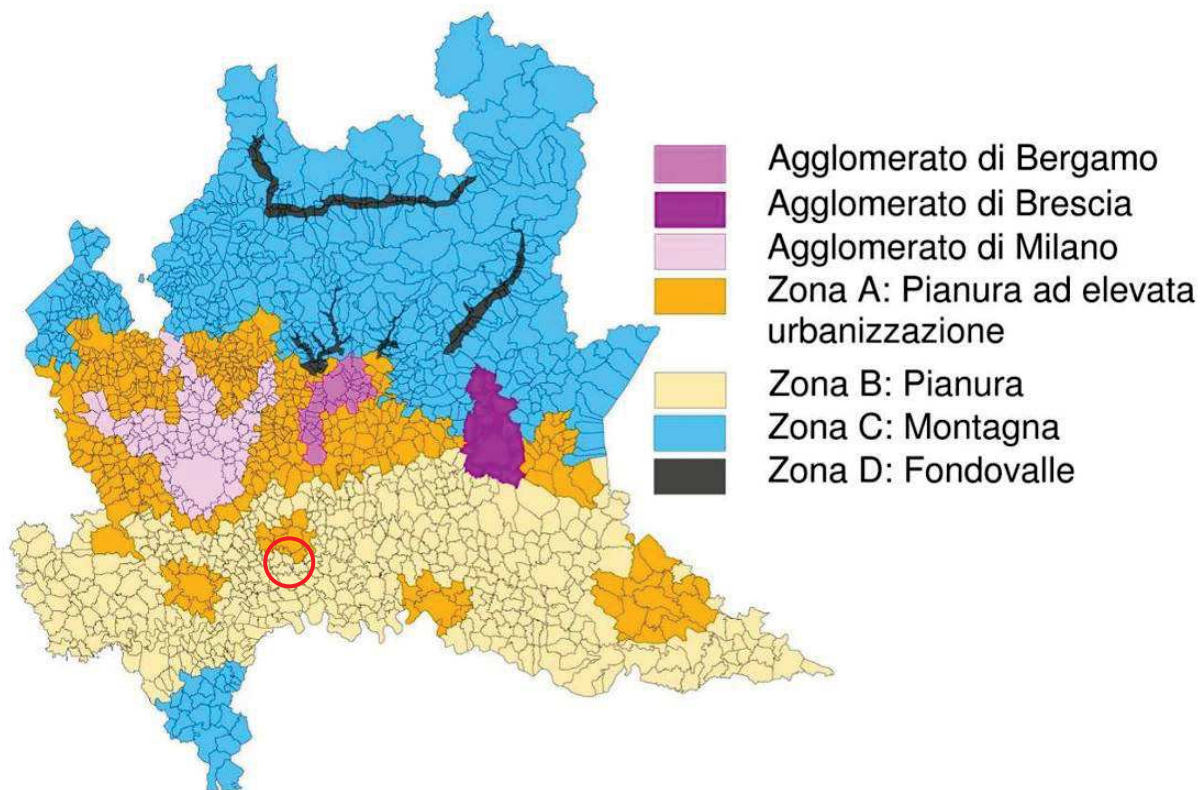 Agglomerato di Bergamo
Agglomerato di Brescia
Agglomerato di Milano
Zona A: Pianura ad elevata
urbanizzazione
Zona B: Pianura
Zona C: Montagna
Zona D: Fondovalle